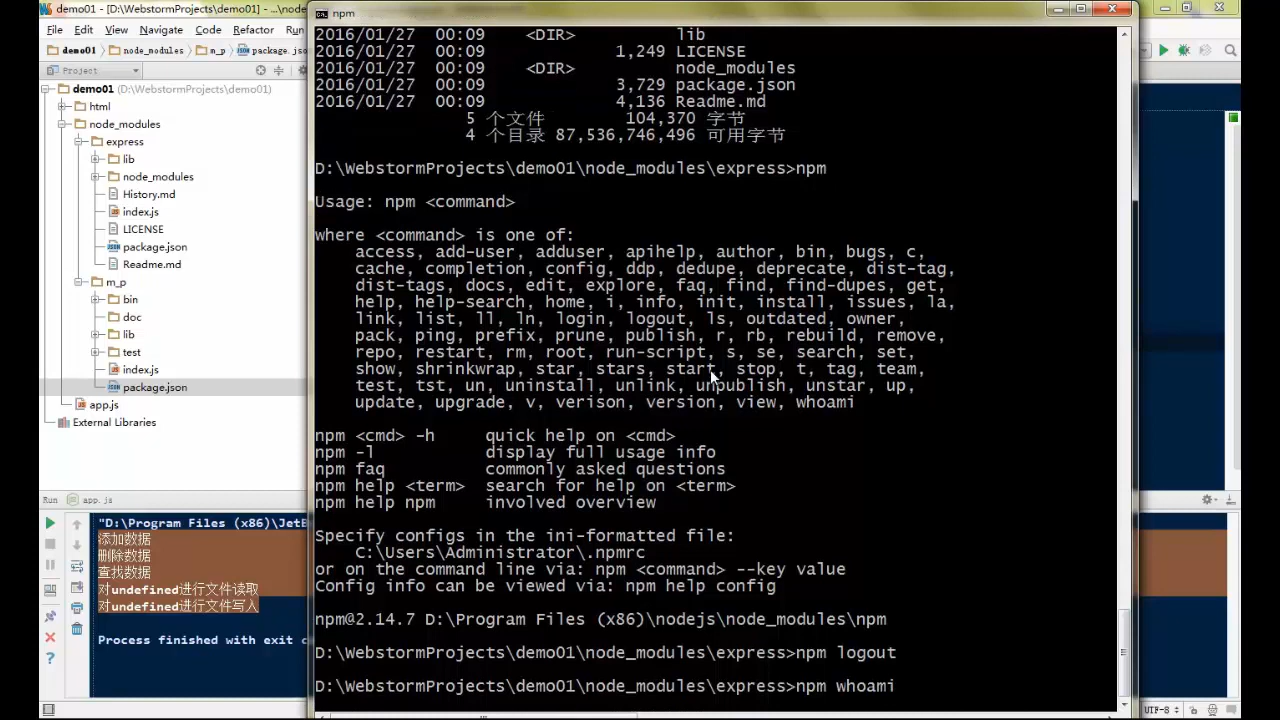 demo01 - [D:\WebstormProjects\demo01] - ...\node
File Edit View Navigate Code Refactor Run
demo01 node_modules m_p package.json
Project
demo01 (D:\WebstormProjects\demo01)
html
node_modules
express
lib
node_modules
History.md
index.js
LICENSE
package.json
Readme.md
m_p
bin
doc
lib
test
index.js
package.json
app.js
External Libraries
Run app.js
"D:\Program Files (x86)\JetB
添加数据
删除数据
查找数据
对undefined进行文件读取
对undefined进行文件写入
Process finished with exit c
npm
2016/01/27 00:09 <DIR> lib
2016/01/27 00:09 1,249 LICENSE
2016/01/27 00:09 <DIR> node_modules
2016/01/27 00:09 3,729 package.json
2016/01/27 00:09 4,136 Readme.md
5 个文件 104,370 字节
4 个目录 87,536,746,496 可用字节
D:\WebstormProjects\demo01\node_modules\express>npm
Usage: npm <command>
where <command> is one of:
access, add-user, adduser, apihelp, author, bin, bugs, c,
cache, completion, config, ddp, dedupe, deprecate, dist-tag,
dist-tags, docs, edit, explore, faq, find, find-dupes, get,
help, help-search, home, i, info, init, install, issues, la,
link, list, ll, ln, login, logout, ls, outdated, owner,
pack, ping, prefix, prune, publish, r, rb, rebuild, remove,
repo, restart, rm, root, run-script, s, se, search, set,
show, shrinkwrap, star, stars, start, stop, t, tag, team,
test, tst, un, uninstall, unlink, unpublish, unstar, up,
update, upgrade, v, verison, version, view, whoami
npm <cmd> -h quick help on <cmd>
npm -l display full usage info
npm faq commonly asked questions
npm help <term> search for help on <term>
npm help npm involved overview
Specify configs in the ini-formatted file:
C:\Users\Administrator\.npmrc
or on the command line via: npm <command> --key value
Config info can be viewed via: npm help config
npm@2.14.7 D:\Program Files (x86)\nodejs\node_modules\npm
D:\WebstormProjects\demo01\node_modules\express>npm logout
D:\WebstormProjects\demo01\node_modules\express>npm whoami
UTF-8